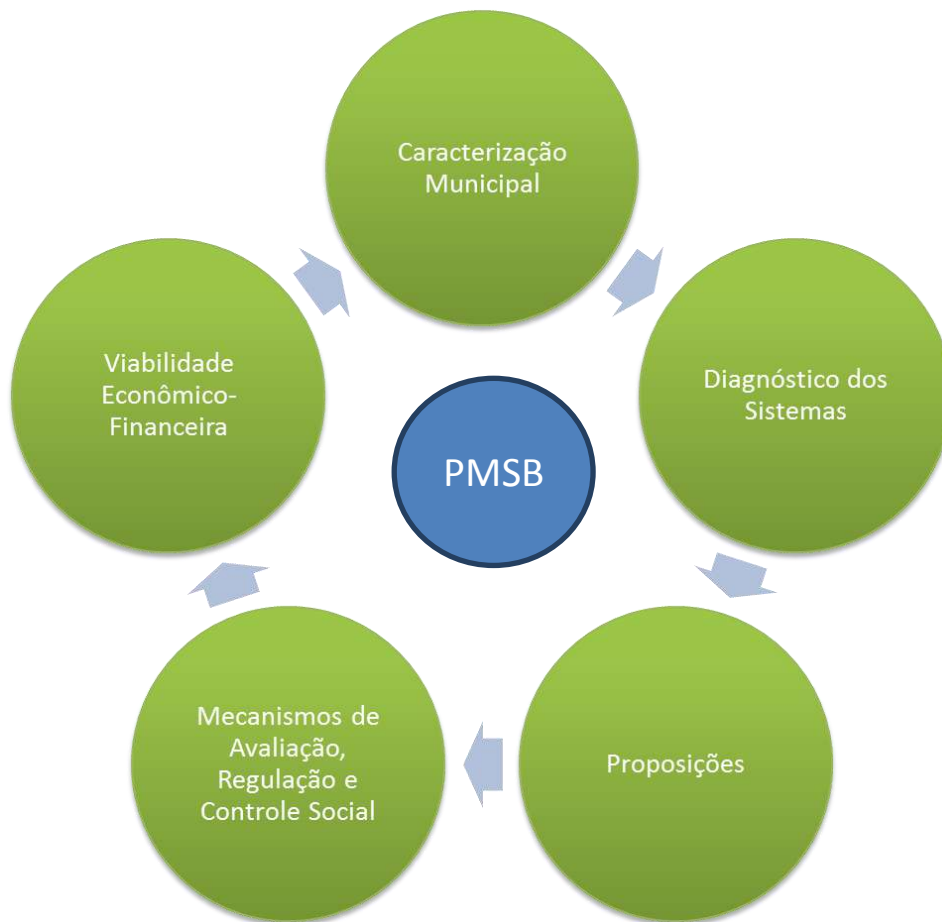 Caracterização
Municipal
Diagnóstico dos
Sistemas
Proposições
Mecanismos de
Avaliação,
Regulação e
Controle Social
Viabilidade
Econômico-
Financeira
PMSB